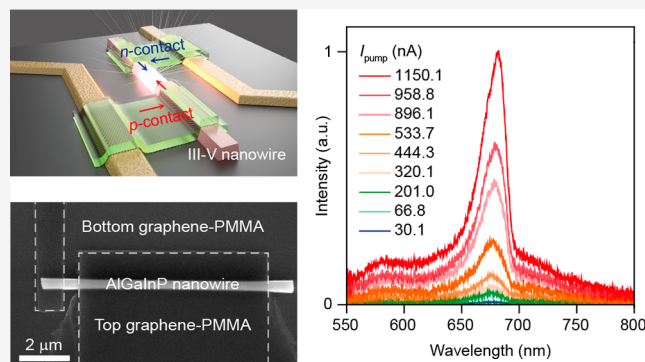 n-contact
p-contact
III-V nanowire
Bottom graphene-PMMA
AlGaInP nanowire
Top graphene-PMMA
2 μm
Intensity (a.u.)
1
0
I_pump (nA)
1150.1
958.8
896.1
533.7
444.3
320.1
201.0
66.8
30.1
550 600 650 700 750 800
Wavelength (nm)